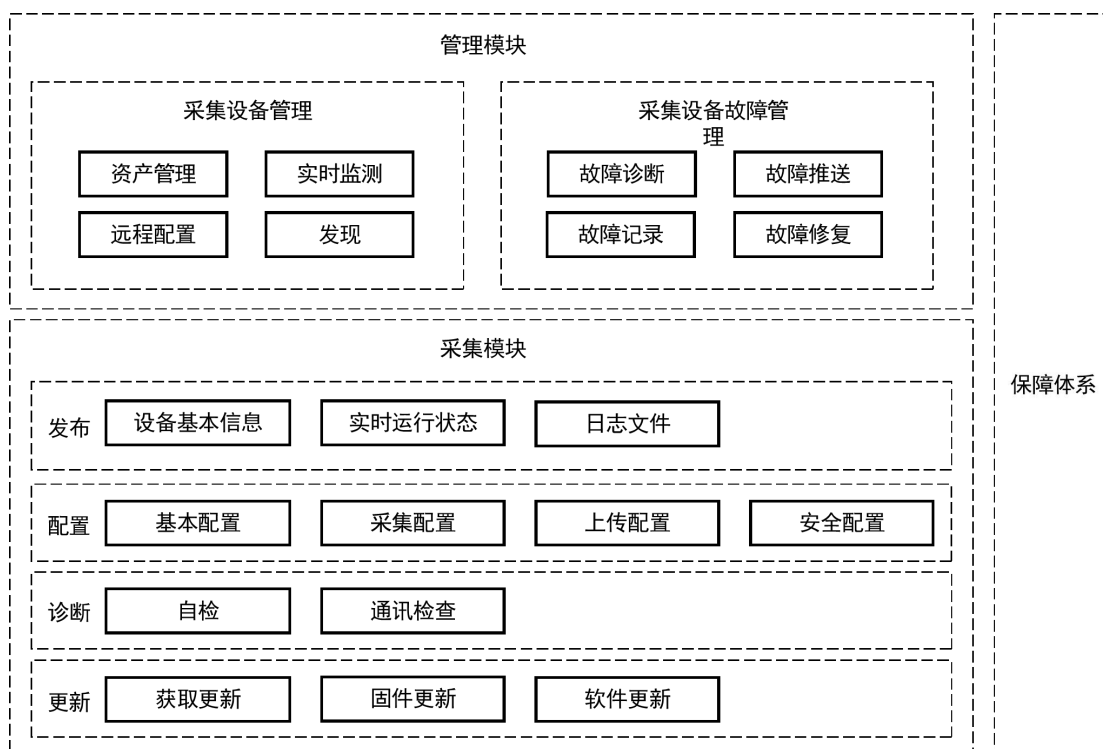 管理模块
采集设备管理
资产管理
实时监测
远程配置
发现
采集设备故障管
理
故障诊断
故障推送
故障记录
故障修复
采集模块
发布
设备基本信息
实时运行状态
日志文件
配置
基本配置
采集配置
上传配置
安全配置
诊断
自检
通讯检查
更新
获取更新
固件更新
软件更新
保障体系